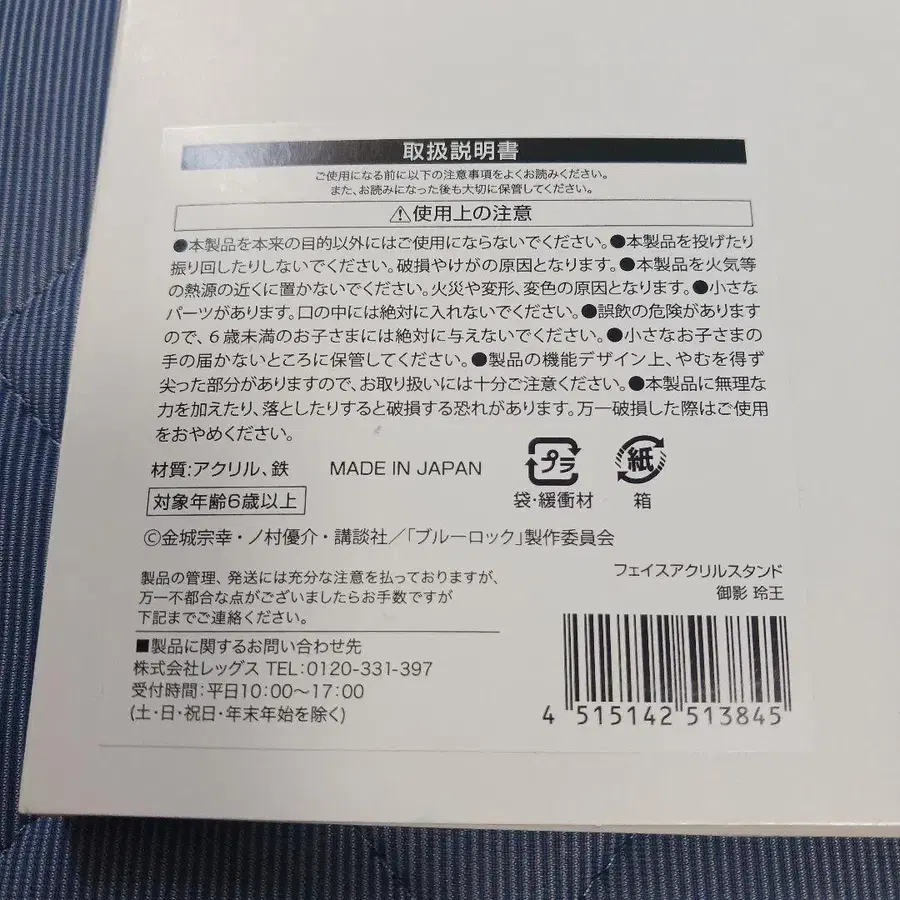 取扱説明書
ご使用になる前に以下の注意事項をよくお読みください。
また、お読みになった後も大切に保管してください。
⚠使用上の注意
●本製品を本来の目的以外にはご使用にならないでください。●本製品を投げたり
振り回したりしないでください。破損やけがの原因となります。●本製品を火気等
の熱源の近くに置かないでください。火災や変形、変色の原因となります。●小さな
パーツがあります。口の中には絶対に入れないでください。●誤飲の危険があります
ので、6歳未満のお子さまには絶対に与えないでください。●小さなお子さまの
手の届かないところに保管してください。●製品の機能デザイン上、やむを得ず
尖った部分がありますので、お取り扱いには十分ご注意ください。●本製品に無理な
力を加えたり、落としたりすると破損する恐れがあります。万一破損した際はご使用
をおやめください。
材質:アクリル、鉄 MADE IN JAPAN
プラ
紙
袋・緩衝材
箱
対象年齢6歳以上
©金城宗幸・ノ村優介・講談社/「ブルーロック」製作委員会
フェイスアクリルスタンド
御影 玲王
製品の管理、発送には充分な注意を払っておりますが、
万一不都合な点がございましたらお手数ですが
下記までご連絡ください。
■製品に関するお問い合わせ先
株式会社レッグス TEL:0120-331-397
受付時間:平日10:00〜17:00
(土・日・祝日・年末年始を除く)
4 515142 513845